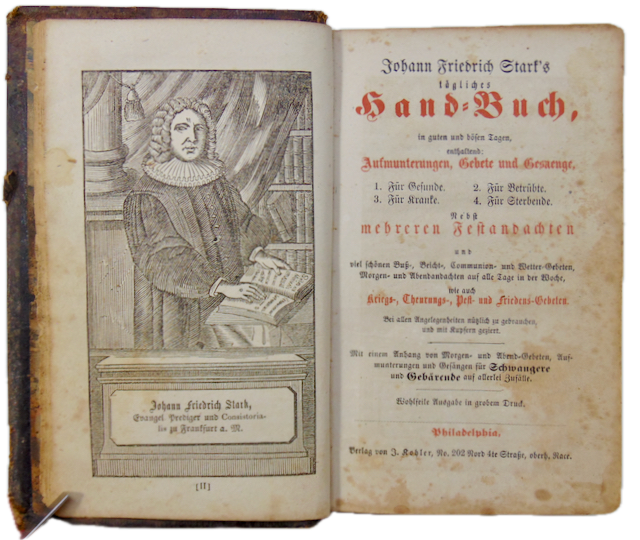 Johann Friedrich Stark,
Evangel. Prediger und Consistoria-
lis zu Frankfurt a. M.
[II]
Johann Friedrich Stark's
tägliches
Hand-Buch,
in guten und bösen Tagen,
enthaltend:
Aufmunterungen, Gebete und Gesaenge,
1. Für Gesunde. 2. Für Betrübte.
3. Für Kranke. 4. Für Sterbende.
Nebst
mehreren Festandachten
und
viel schönen Buß-, Beicht-, Communion- und Wetter-Gebeten,
Morgen- und Abendandachten auf alle Tage in der Woche,
wie auch
Kriegs-, Theurungs-, Pest- und Friedens-Gebeten.
Bei allen Angelegenheiten nützlich zu gebrauchen,
und mit Kupfern geziert.
Mit einem Anhang von Morgen- und Abend-Gebeten, Auf-
munterungen und Gesängen für Schwangere
und Gebärende auf allerlei Zufälle.
Wohlfeile Ausgabe in großem Druck.
Philadelphia.
Verlag von J. Kohler, No. 202 Nord 4te Straße, oberh. Race.